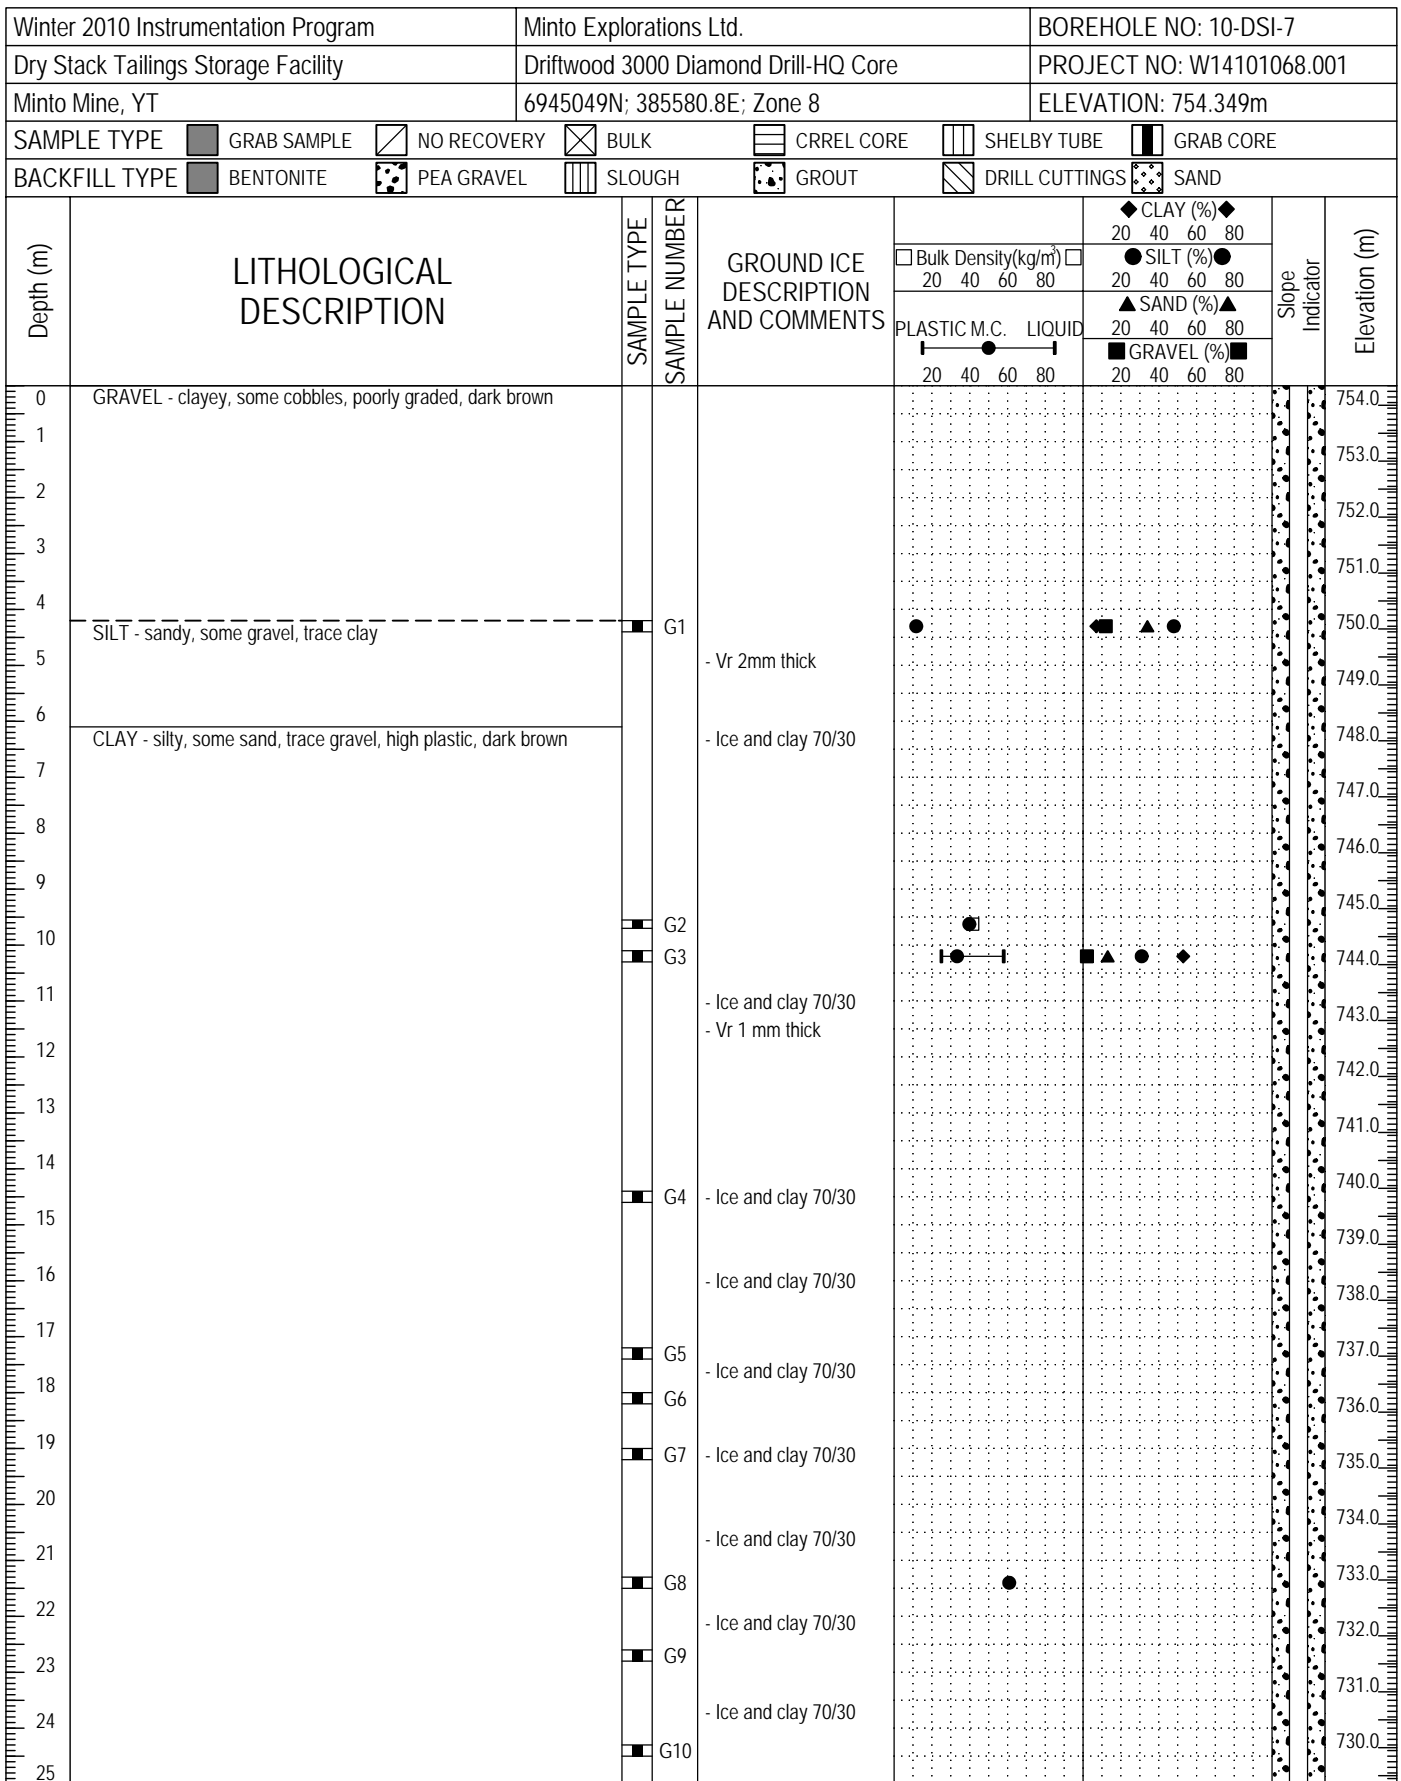 Winter 2010 Instrumentation Program
Minto Explorations Ltd.
BOREHOLE NO: 10-DSI-7
Dry Stack Tailings Storage Facility
Driftwood 3000 Diamond Drill-HQ Core
PROJECT NO: W14101068.001
Minto Mine, YT
6945049N; 385580.8E; Zone 8
ELEVATION: 754.349m
SAMPLE TYPE GRAB SAMPLE NO RECOVERY BULK CRREL CORE SHELBY TUBE GRAB CORE
BACKFILL TYPE BENTONITE PEA GRAVEL SLOUGH GROUT DRILL CUTTINGS SAND
Depth (m)
LITHOLOGICAL
DESCRIPTION
SAMPLE TYPE
SAMPLE NUMBER
GROUND ICE
DESCRIPTION
AND COMMENTS
Bulk Density(kg/m³)
20 40 60 80
PLASTIC M.C. LIQUID
20 40 60 80
CLAY (%)
20 40 60 80
SILT (%)
20 40 60 80
SAND (%)
20 40 60 80
GRAVEL (%)
20 40 60 80
Slope
Indicator
Elevation (m)
0 GRAVEL - clayey, some cobbles, poorly graded, dark brown 754.0
1
753.0
2
752.0
3
751.0
4
G1 750.0
SILT - sandy, some gravel, trace clay
5 - Vr 2mm thick
749.0
6
CLAY - silty, some sand, trace gravel, high plastic, dark brown - Ice and clay 70/30 748.0
7
747.0
8
746.0
9
745.0
G2
10
G3 744.0
11 - Ice and clay 70/30
743.0
- Vr 1 mm thick
12
742.0
13
741.0
14
740.0
G4 - Ice and clay 70/30
15
739.0
16 - Ice and clay 70/30
738.0
17
737.0
G5
- Ice and clay 70/30
18
G6 736.0
19
G7 - Ice and clay 70/30
735.0
20
734.0
- Ice and clay 70/30
21
733.0
G8
22
- Ice and clay 70/30
732.0
G9
23
731.0
- Ice and clay 70/30
24
730.0
G10
25